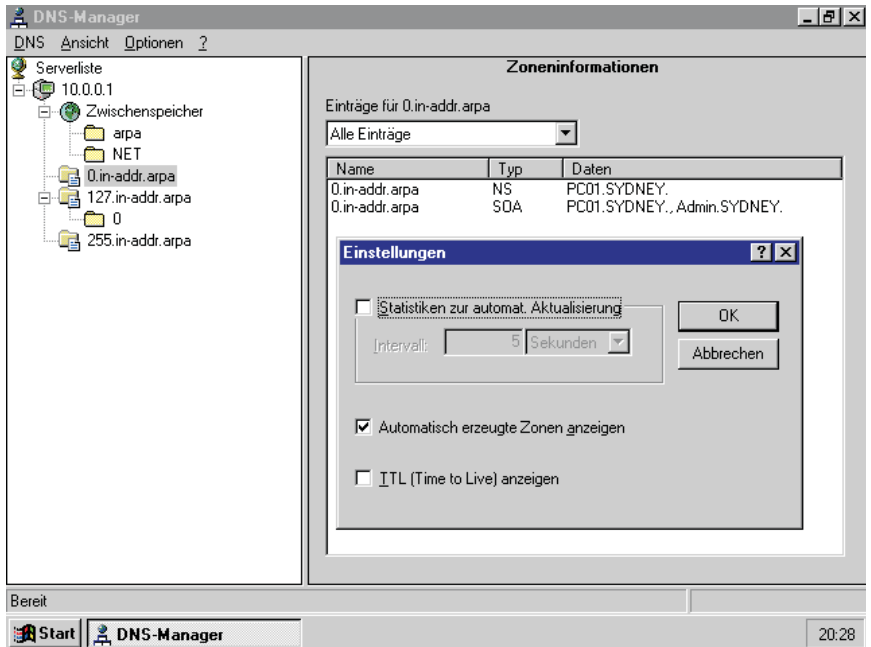 DNS-Manager
DNS Ansicht Optionen ?
Serverliste
10.0.0.1
Zwischenspeicher
arpa
NET
0.in-addr.arpa
127.in-addr.arpa
0
255.in-addr.arpa
Zoneninformationen
Einträge für 0.in-addr.arpa
Alle Einträge
Name Typ Daten
0.in-addr.arpa NS PC01.SYDNEY.
0.in-addr.arpa SOA PC01.SYDNEY., Admin.SYDNEY.
Einstellungen
Statistiken zur automat. Aktualisierung
Intervall: 5 Sekunden
OK
Abbrechen
Automatisch erzeugte Zonen anzeigen
TTL (Time to Live) anzeigen
Bereit
Start DNS-Manager 20:28